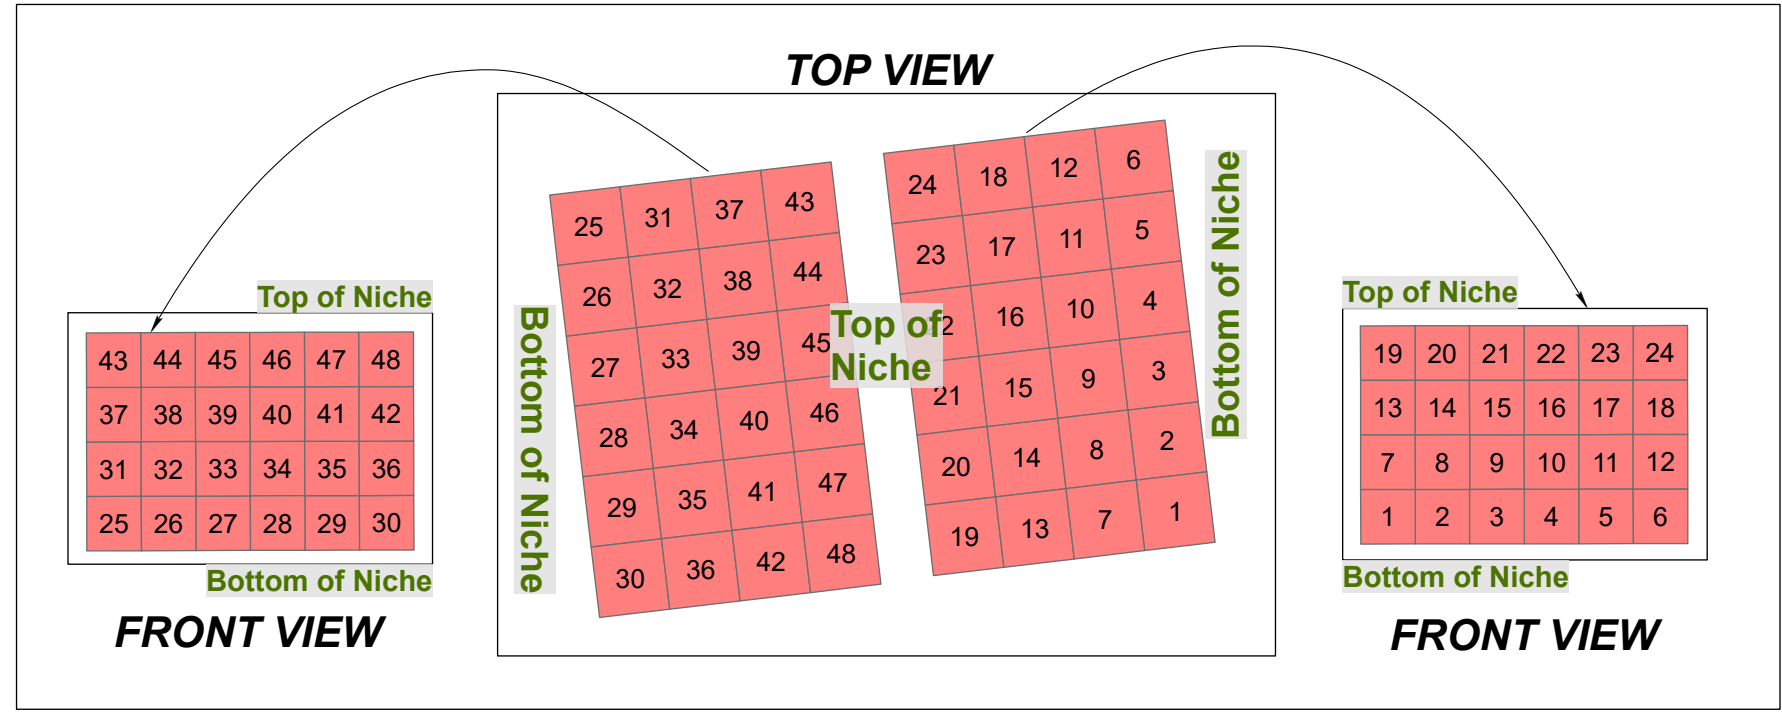 TOP VIEW
25 31 37 43
26 32 38 44
27 33 39 45
28 34 40 46
29 35 41 47
30 36 42 48
24 18 12 6
23 17 11 5
2 16 10 4
21 15 9 3
20 14 8 2
19 13 7 1
Bottom of Niche
Top of
Niche
Bottom of Niche
Top of Niche
43 44 45 46 47 48
37 38 39 40 41 42
31 32 33 34 35 36
25 26 27 28 29 30
Bottom of Niche
FRONT VIEW
Top of Niche
19 20 21 22 23 24
13 14 15 16 17 18
7 8 9 10 11 12
1 2 3 4 5 6
Bottom of Niche
FRONT VIEW